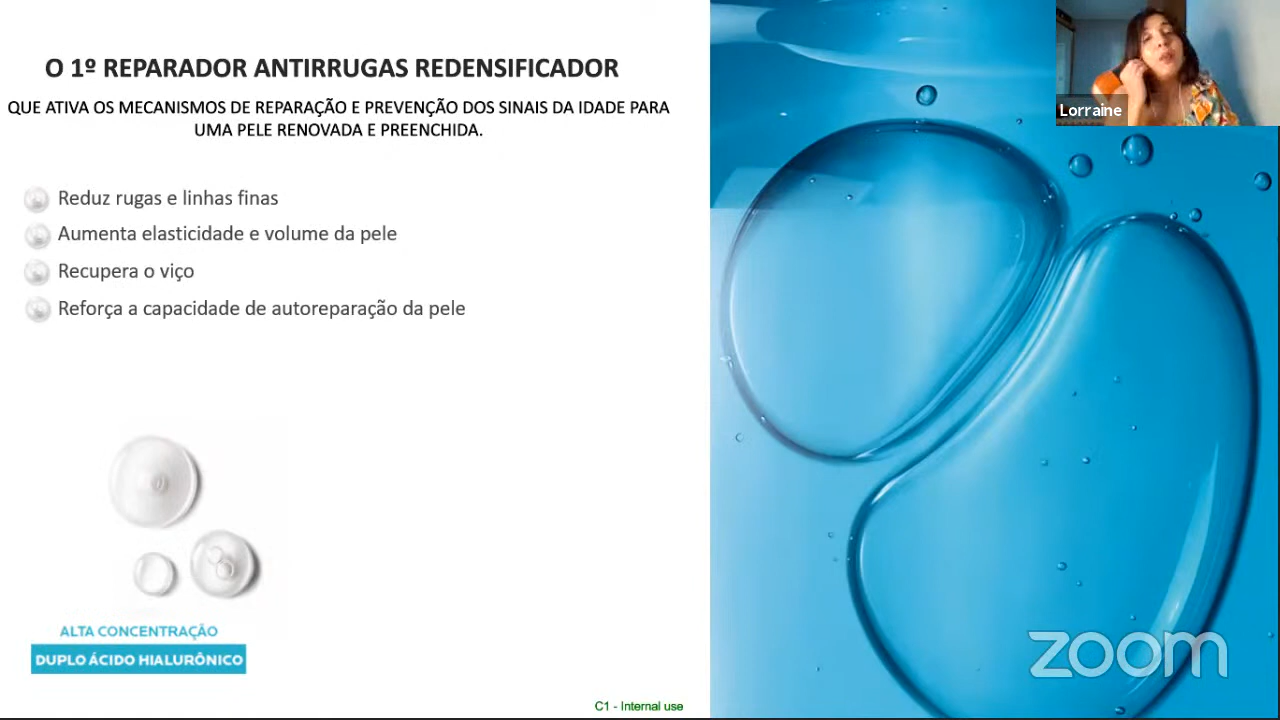 O 1º REPARADOR ANTIRRUGAS REDENSIFICADOR
QUE ATIVA OS MECANISMOS DE REPARAÇÃO E PREVENÇÃO DOS SINAIS DA IDADE PARA
UMA PELE RENOVADA E PREENCHIDA.
Reduz rugas e linhas finas
Aumenta elasticidade e volume da pele
Recupera o viço
Reforça a capacidade de autoreparação da pele
ALTA CONCENTRAÇÃO
DUPLO ÁCIDO HIALURÔNICO
C1 - Internal use
Lorraine
zoom